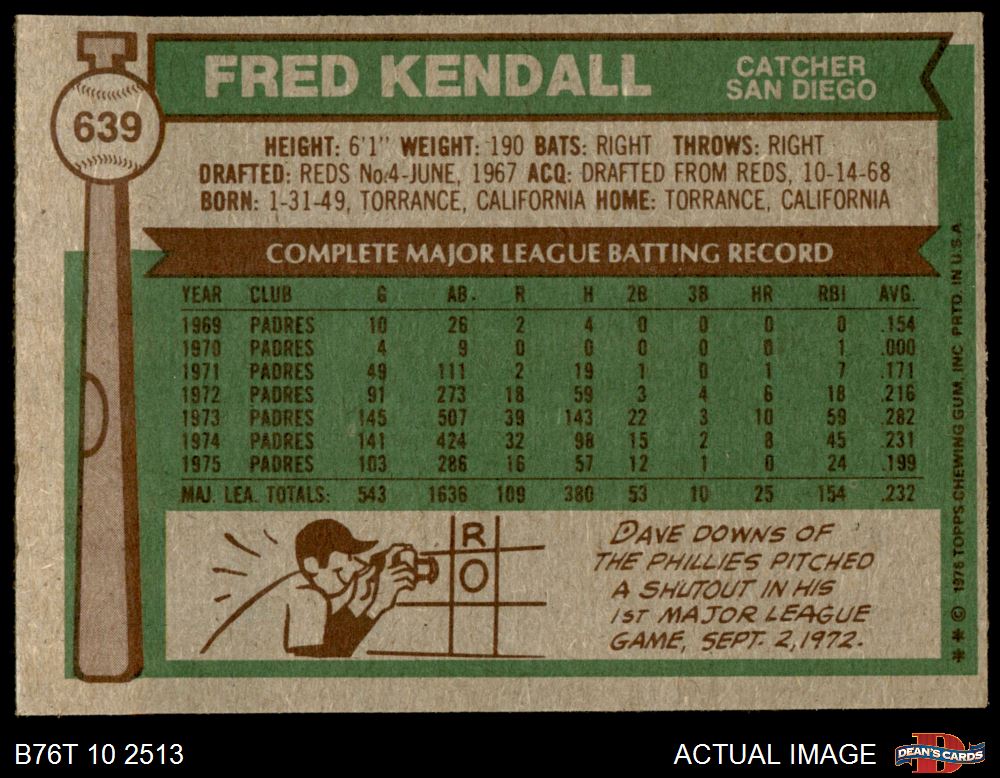 FRED KENDALL
CATCHER
SAN DIEGO
639
HEIGHT: 6'1" WEIGHT: 190 BATS: RIGHT THROWS: RIGHT
DRAFTED: REDS No.4-JUNE, 1967 ACQ: DRAFTED FROM REDS, 10-14-68
BORN: 1-31-49, TORRANCE, CALIFORNIA HOME: TORRANCE, CALIFORNIA
COMPLETE MAJOR LEAGUE BATTING RECORD
YEAR CLUB G AB. R H 2B 3B HR RBI AVG.
1969 PADRES 10 26 2 4 0 0 0 0 .154
1970 PADRES 4 9 0 0 0 0 0 1 .000
1971 PADRES 49 111 2 19 1 0 1 7 .171
1972 PADRES 91 273 18 59 3 4 6 18 .216
1973 PADRES 145 507 39 143 22 3 10 59 .282
1974 PADRES 141 424 32 98 15 2 8 45 .231
1975 PADRES 103 286 16 57 12 1 0 24 .199
MAJ. LEA. TOTALS: 543 1636 109 380 53 10 25 154 .232
R
O
DAVE DOWNS OF
THE PHILLIES PITCHED
A SHUTOUT IN HIS
1ST MAJOR LEAGUE
GAME, SEPT. 2, 1972.
* * © 1976 TOPPS CHEWING GUM, INC. PRTD. IN U.S.A.
B76T 10 2513
ACTUAL IMAGE
DEAN'S CARDS